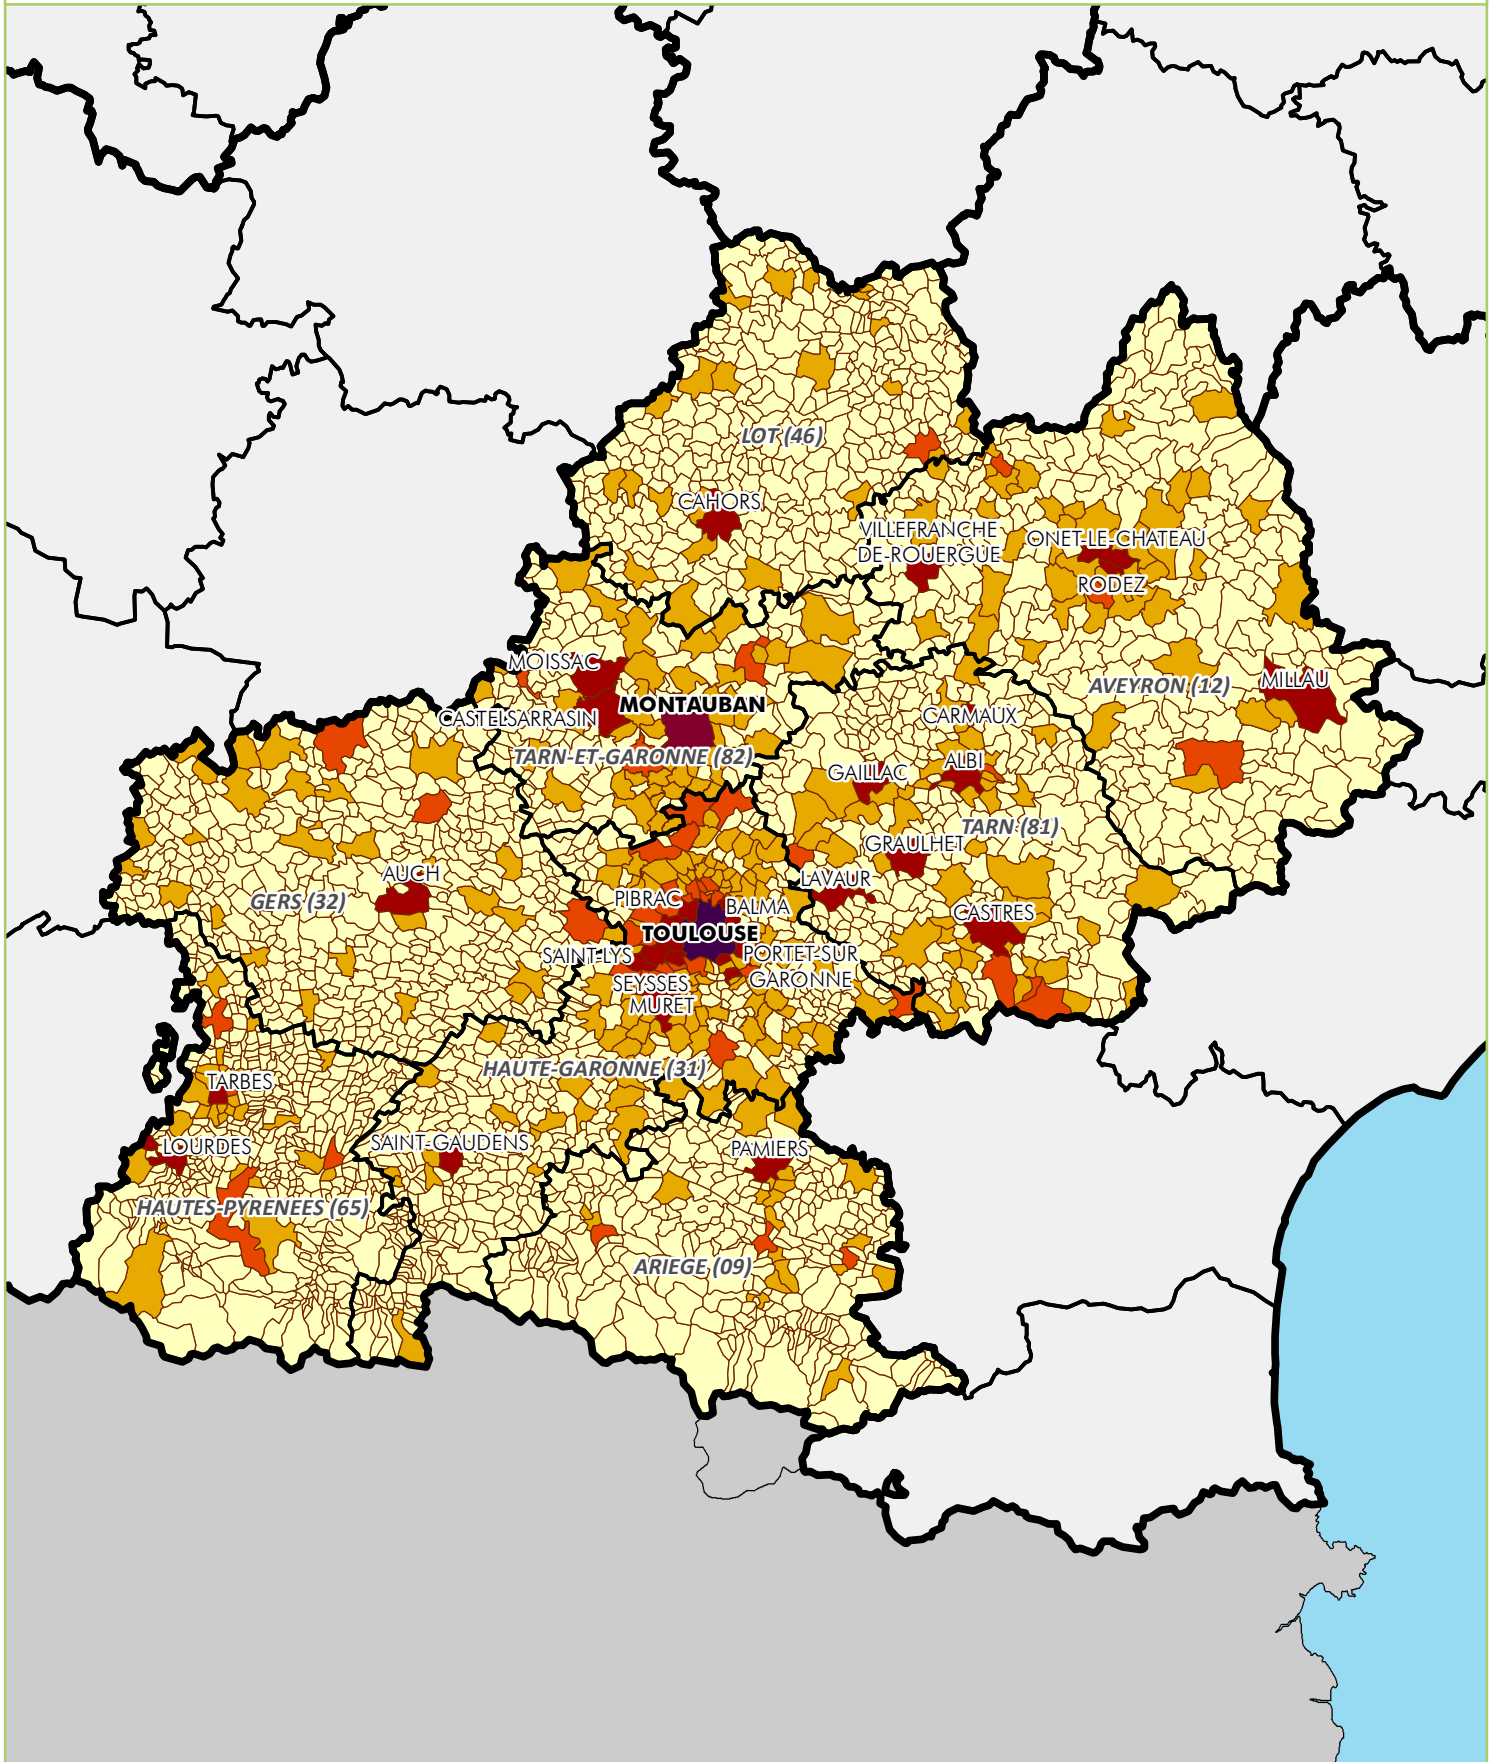 LOT (46)
CAHORS
VILLEFRANCHE
DE-ROUERGUE
ONET-LE-CHATEAU
RODEZ
MOISSAC
MONTAUBAN
CASTELSARRASIN
TARN-ET-GARONNE (82)
AVEYRON (12)
MILLAU
CARMAUX
ALBI
GAILLAC
TARN (81)
GRAULHET
LAVAUR
AUCH
GERS (32)
PIBRAC
BALMA
CASTRES
TOULOUSE
SAINT-LYS
PORTET-SUR
GARONNE
SEYSSES
MURET
HAUTE-GARONNE (31)
TARBES
LOURDES
SAINT-GAUDENS
PAMIERS
HAUTES-PYRENEES (65)
ARIEGE (09)